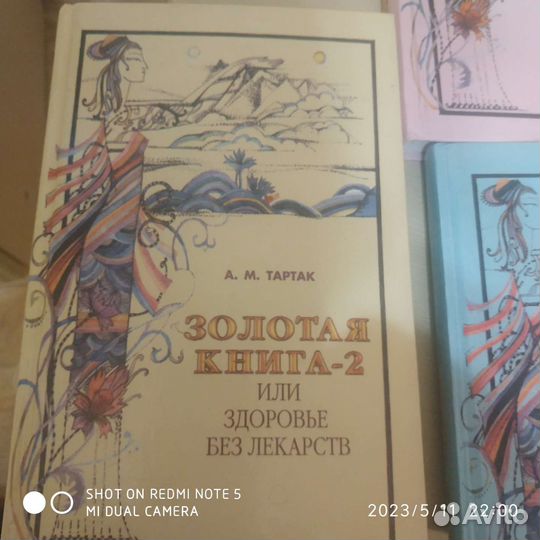 А. М. ТАРТАК
ЗОЛОТАЯ
КНИГА-2
ИЛИ
ЗДОРОВЬЕ
БЕЗ ЛЕКАРСТВ
SHOT ON REDMI NOTE 5
MI DUAL CAMERA
2023/5/11 22:00
Avito